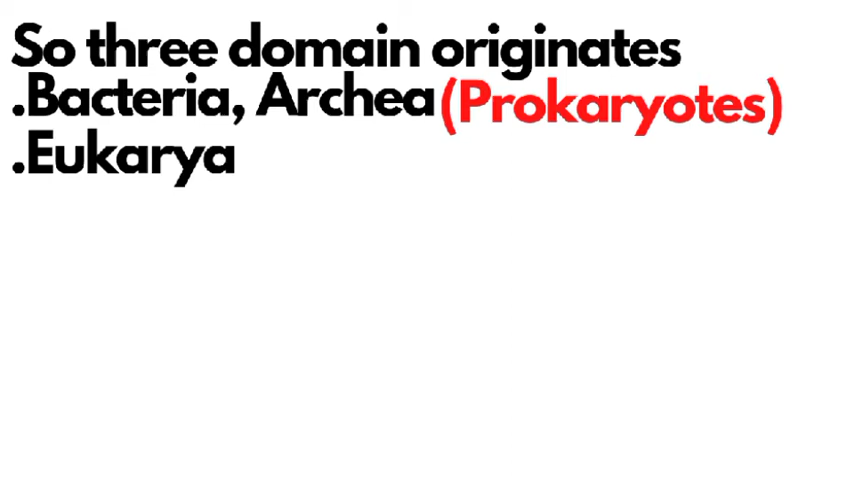 So three domain originates
.Bacteria, Archea (Prokaryotes)
.Eukarya